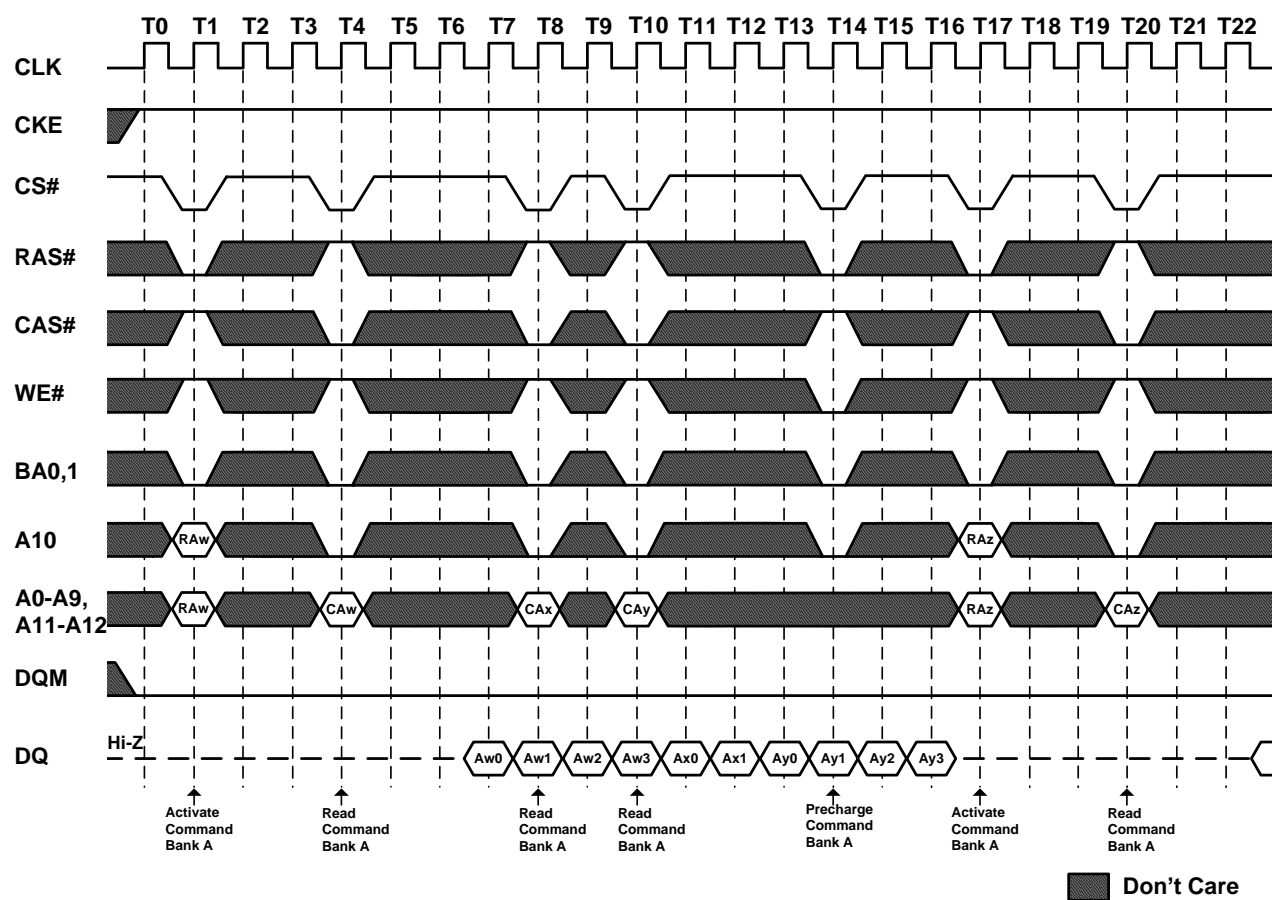 T0 T1 T2 T3 T4 T5 T6 T7 T8 T9 T10 T11 T12 T13 T14 T15 T16 T17 T18 T19 T20 T21 T22
CLK
CKE
CS#
RAS#
CAS#
WE#
BA0,1
A10 RAw RAz
A0-A9,
A11-A12 RAw CAw CAx CAy RAz CAz
DQM
DQ Hi-Z Aw0 Aw1 Aw2 Aw3 Ax0 Ax1 Ay0 Ay1 Ay2 Ay3
Activate
Command
Bank A
Read
Command
Bank A
Read
Command
Bank A
Read
Command
Bank A
Precharge
Command
Bank A
Activate
Command
Bank A
Read
Command
Bank A
Don't Care